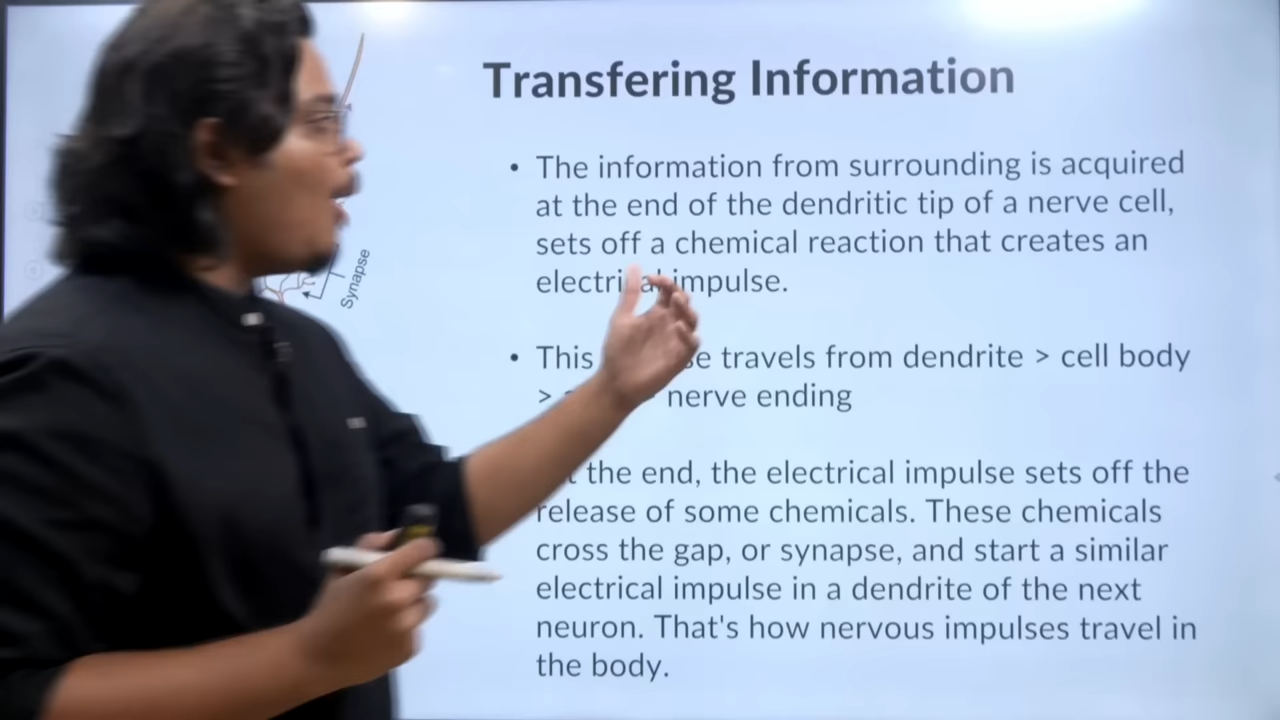 Transfering Information
• The information from surrounding is acquired
at the end of the dendritic tip of a nerve cell,
sets off a chemical reaction that creates an
electrical impulse.
• This travels from dendrite > cell body
> nerve ending
the end, the electrical impulse sets off the
release of some chemicals. These chemicals
cross the gap, or synapse, and start a similar
electrical impulse in a dendrite of the next
neuron. That's how nervous impulses travel in
the body.
Synapse